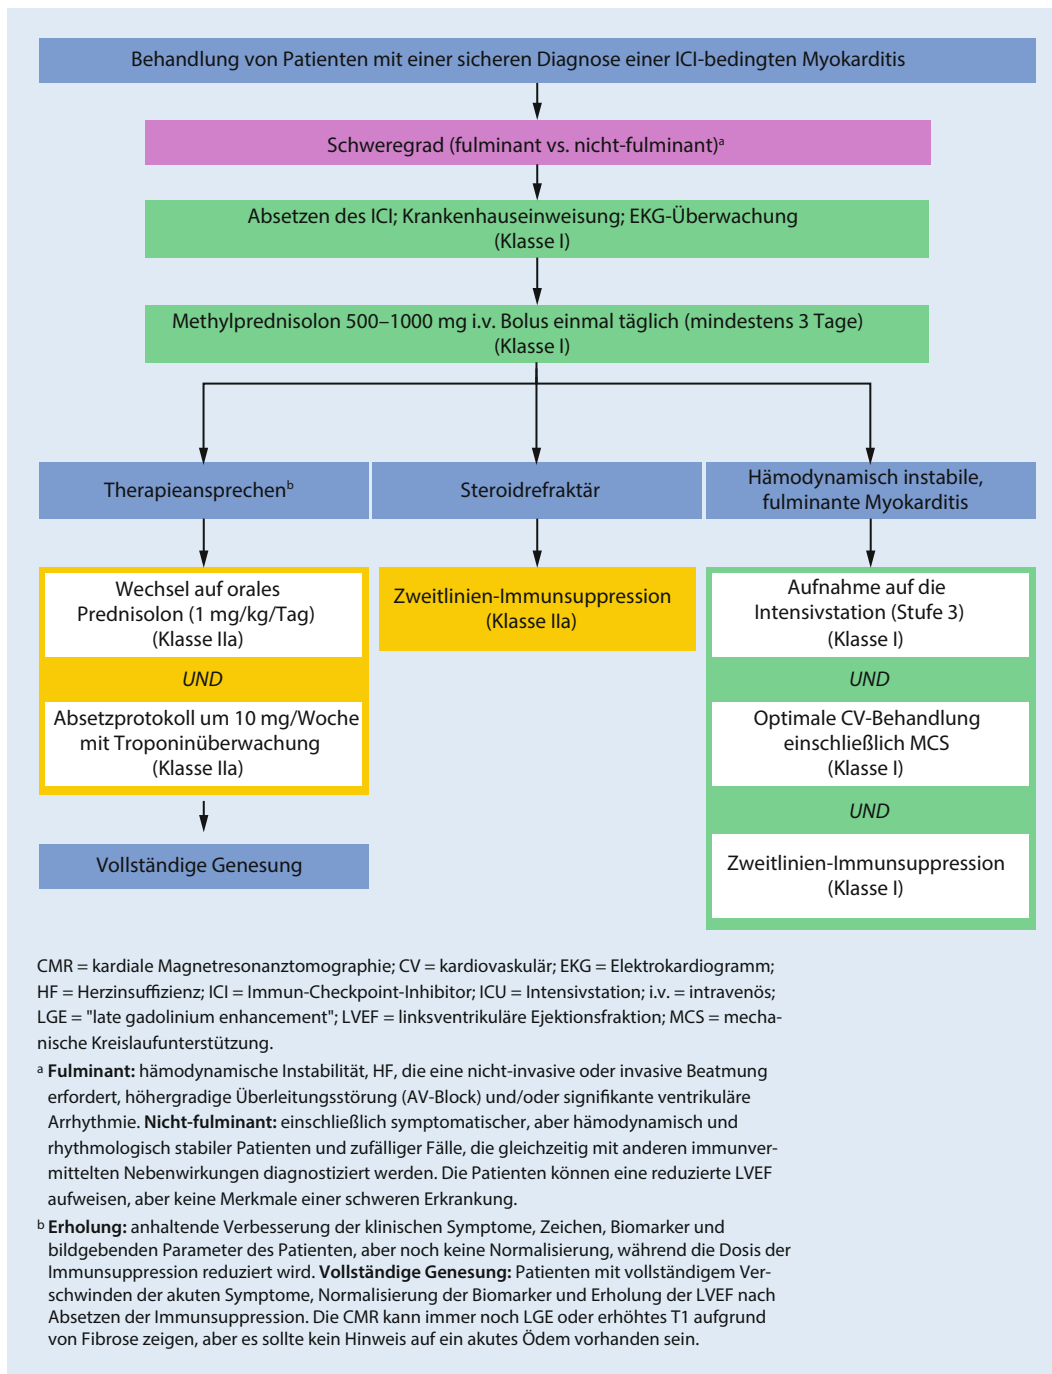 Behandlung von Patienten mit einer sicheren Diagnose einer ICI-bedingten Myokarditis
Schweregrad (fulminant vs. nicht-fulminant)a
Absetzen des ICI; Krankenhauseinweisung; EKG-Überwachung
(Klasse I)
Methylprednisolon 500–1000 mg i.v. Bolus einmal täglich (mindestens 3 Tage)
(Klasse I)
Therapieansprechenb
Steroidrefraktär
Hämodynamisch instabile,
fulminante Myokarditis
Wechsel auf orales
Prednisolon (1 mg/kg/Tag)
(Klasse IIa)
UND
Absetzprotokoll um 10 mg/Woche
mit Troponinüberwachung
(Klasse IIa)
Vollständige Genesung
Zweitlinien-Immunsuppression
(Klasse IIa)
Aufnahme auf die
Intensivstation (Stufe 3)
(Klasse I)
UND
Optimale CV-Behandlung
einschließlich MCS
(Klasse I)
UND
Zweitlinien-Immunsuppression
(Klasse I)
CMR = kardiale Magnetresonanztomographie; CV = kardiovaskulär; EKG = Elektrokardiogramm;
HF = Herzinsuffizienz; ICI = Immun-Checkpoint-Inhibitor; ICU = Intensivstation; i.v. = intravenös;
LGE = "late gadolinium enhancement"; LVEF = linksventrikuläre Ejektionsfraktion; MCS = mecha-
nische Kreislaufunterstützung.
a Fulminant: hämodynamische Instabilität, HF, die eine nicht-invasive oder invasive Beatmung
erfordert, höhergradige Überleitungsstörung (AV-Block) und/oder signifikante ventrikuläre
Arrhythmie. Nicht-fulminant: einschließlich symptomatischer, aber hämodynamisch und
rhythmologisch stabiler Patienten und zufälliger Fälle, die gleichzeitig mit anderen immunver-
mittelten Nebenwirkungen diagnostiziert werden. Die Patienten können eine reduzierte LVEF
aufweisen, aber keine Merkmale einer schweren Erkrankung.
b Erholung: anhaltende Verbesserung der klinischen Symptome, Zeichen, Biomarker und
bildgebenden Parameter des Patienten, aber noch keine Normalisierung, während die Dosis der
Immunsuppression reduziert wird. Vollständige Genesung: Patienten mit vollständigem Ver-
schwinden der akuten Symptome, Normalisierung der Biomarker und Erholung der LVEF nach
Absetzen der Immunsuppression. Die CMR kann immer noch LGE oder erhöhtes T1 aufgrund
von Fibrose zeigen, aber es sollte kein Hinweis auf ein akutes Ödem vorhanden sein.